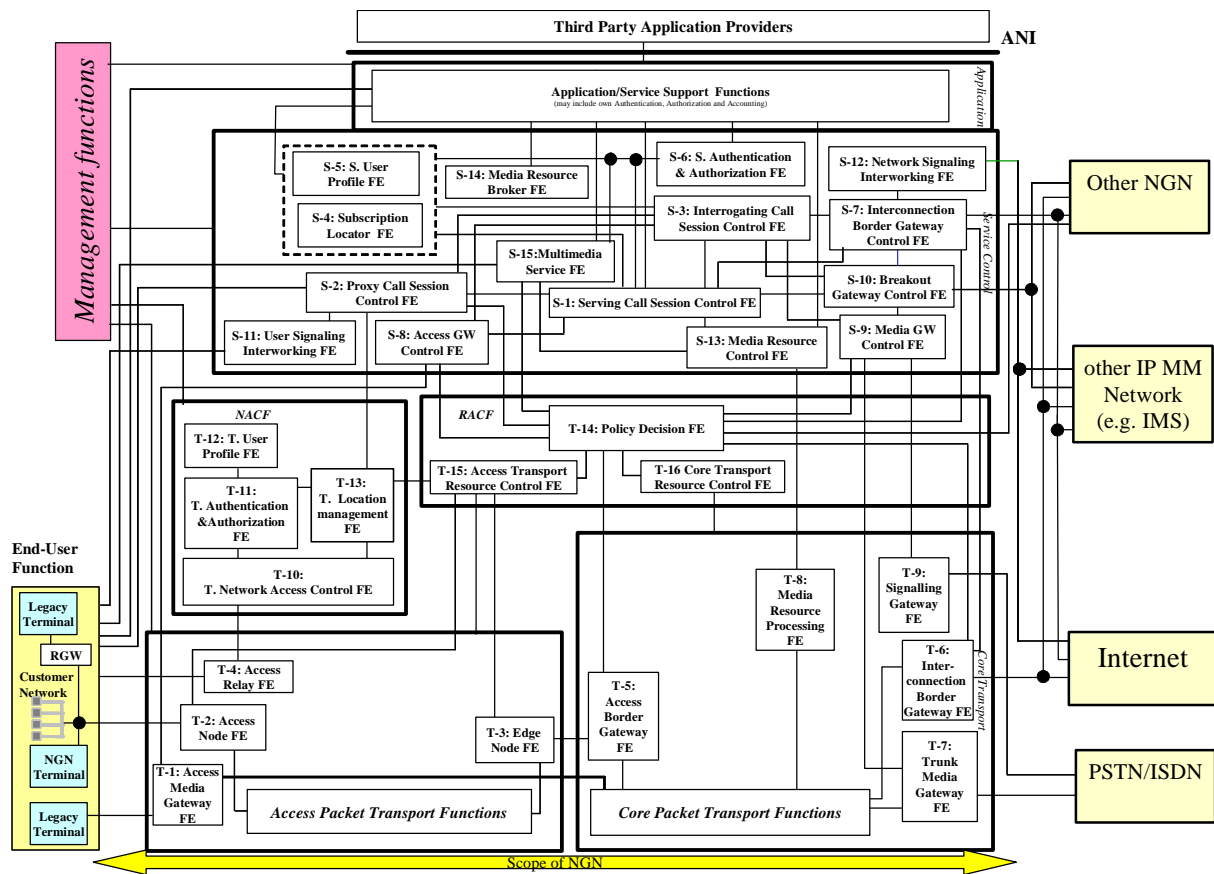 Third Party Application Providers
ANI
Management functions
Application/Service Support Functions
(may include own Authentication, Authorization and Accounting)
Application
S-5: S. User
Profile FE
S-14: Media Resource
Broker FE
S-6: S. Authentication
& Authorization FE
S-12: Network Signaling
Interworking FE
S-4: Subscription
Locator FE
S-3: Interrogating Call
Session Control FE
S-7: Interconnection
Border Gateway
Control FE
Service Control
S-15:Multimedia
Service FE
S-2: Proxy Call Session
Control FE
S-1: Serving Call Session Control FE
S-10: Breakout
Gateway Control FE
S-11: User Signaling
Interworking FE
S-8: Access GW
Control FE
S-13: Media Resource
Control FE
S-9: Media GW
Control FE
Other NGN
other IP MM
Network
(e.g. IMS)
NACF
T-12: T. User
Profile FE
T-11:
T. Authentication
&Authorization
FE
T-13:
T. Location
management
FE
T-10:
T. Network Access Control FE
RACF
T-14: Policy Decision FE
T-15: Access Transport
Resource Control FE
T-16 Core Transport
Resource Control FE
End-User
Function
Legacy
Terminal
RGW
Customer
Network
NGN
Terminal
Legacy
Terminal
T-4: Access
Relay FE
T-2: Access
Node FE
T-3: Edge
Node FE
T-1: Access
Media
Gateway
FE
Access Packet Transport Functions
T-5:
Access
Border
Gateway
FE
T-8:
Media
Resource
Processing
FE
T-9:
Signalling
Gateway
FE
T-6:
Inter-
connection
Border
Gateway FE
Core Transport
T-7:
Trunk
Media
Gateway
FE
Core Packet Transport Functions
Internet
PSTN/ISDN
Scope of NGN